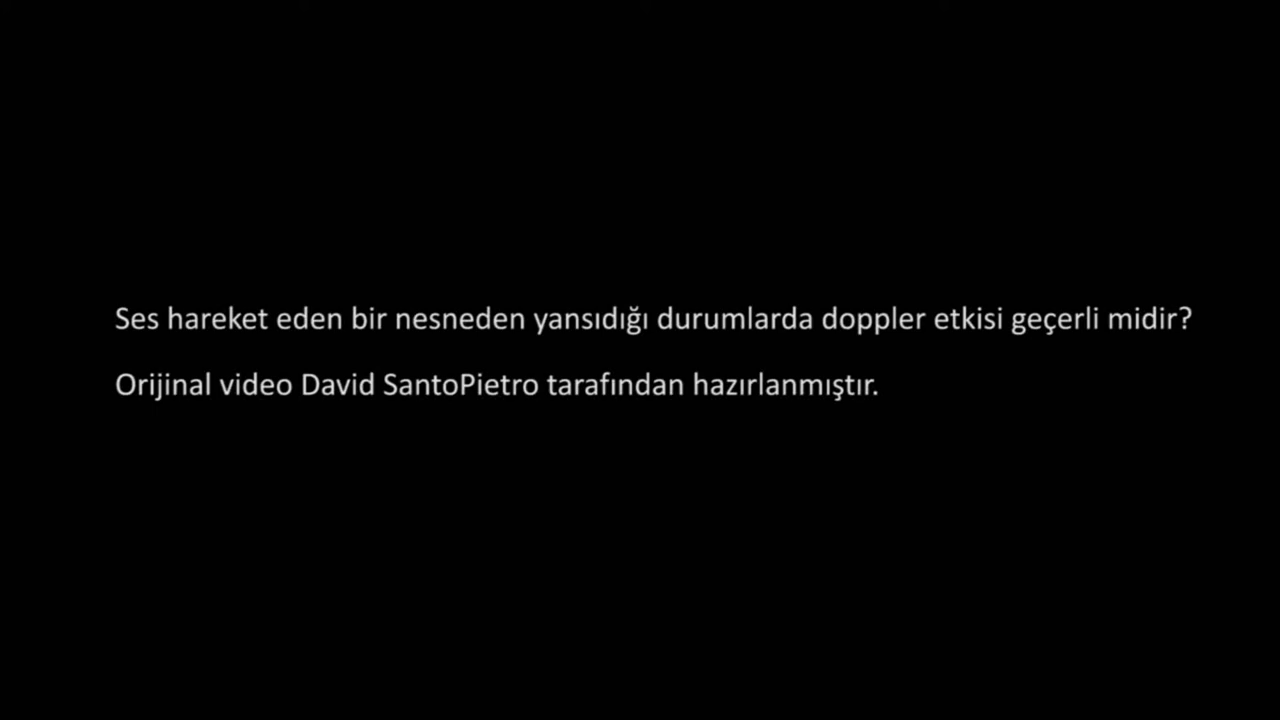 Ses hareket eden bir nesneden yansıdığı durumlarda doppler etkisi geçerli midir?
Orijinal video David SantoPietro tarafından hazırlanmıştır.